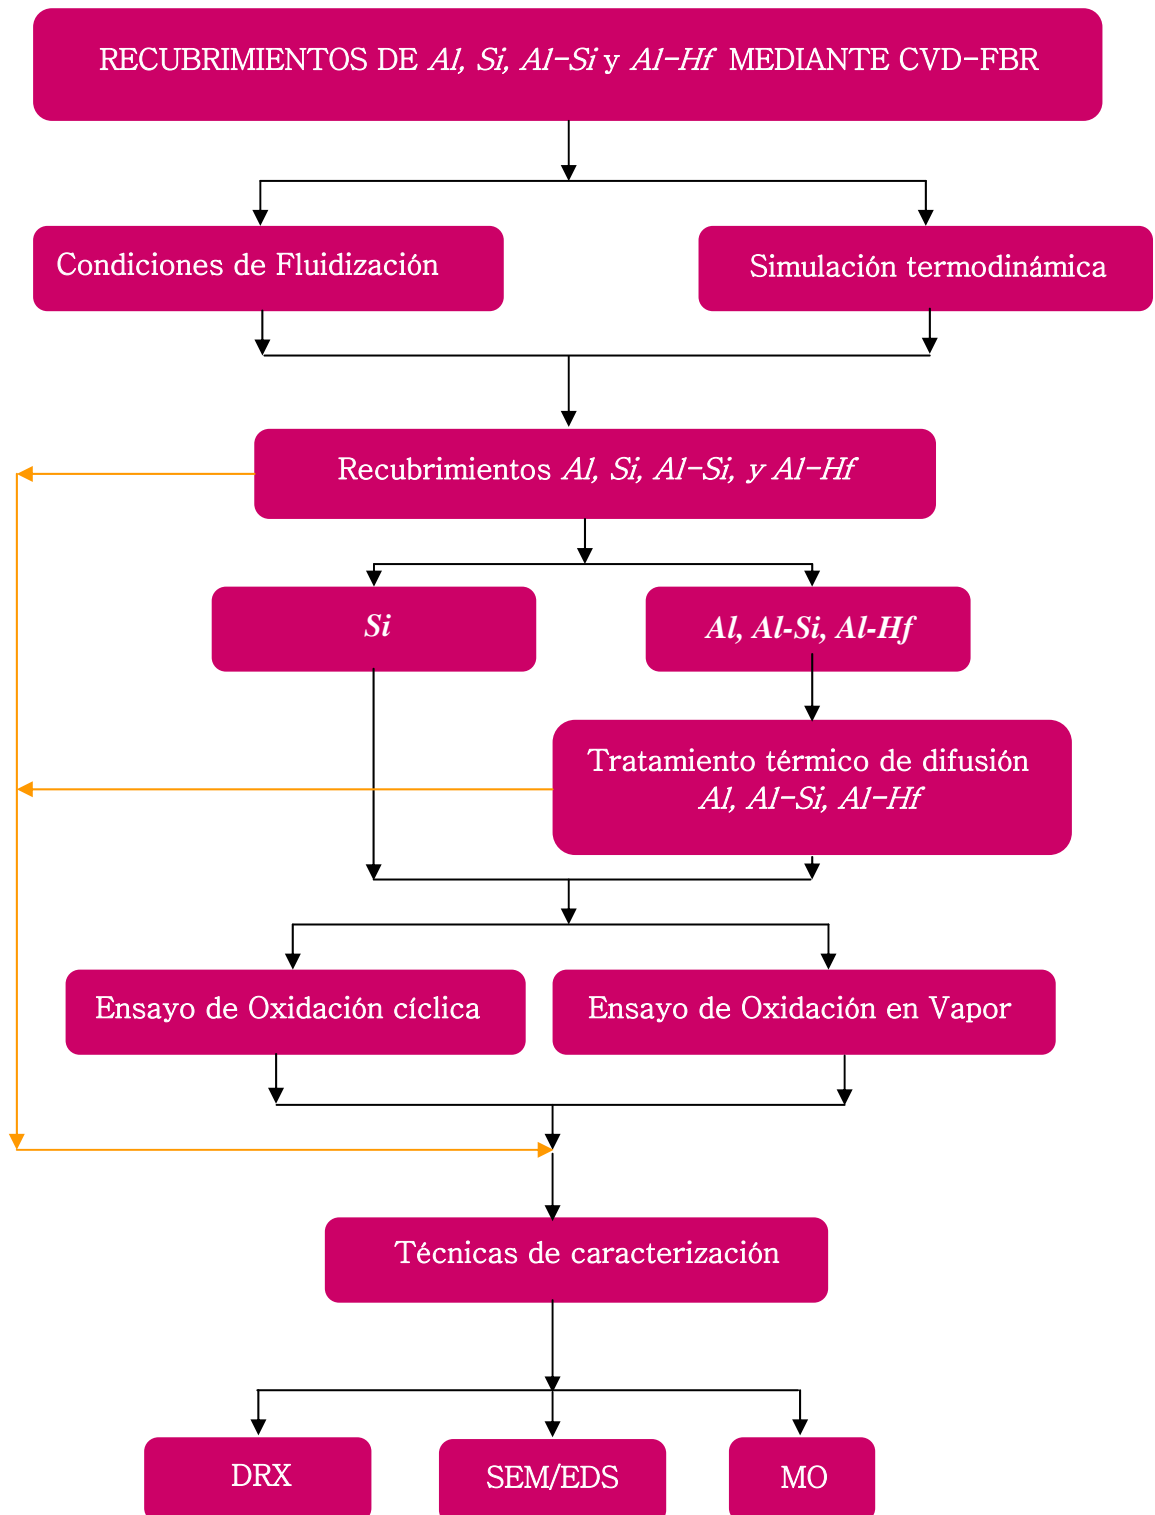 RECUBRIMIENTOS DE Al, Si, Al-Si y Al-Hf MEDIANTE CVD-FBR
Condiciones de Fluidización
Simulación termodinámica
Recubrimientos Al, Si, Al-Si, y Al-Hf
Si
Al, Al-Si, Al-Hf
Tratamiento térmico de difusión
Al, Al-Si, Al-Hf
Ensayo de Oxidación cíclica
Ensayo de Oxidación en Vapor
Técnicas de caracterización
DRX
SEM/EDS
MO